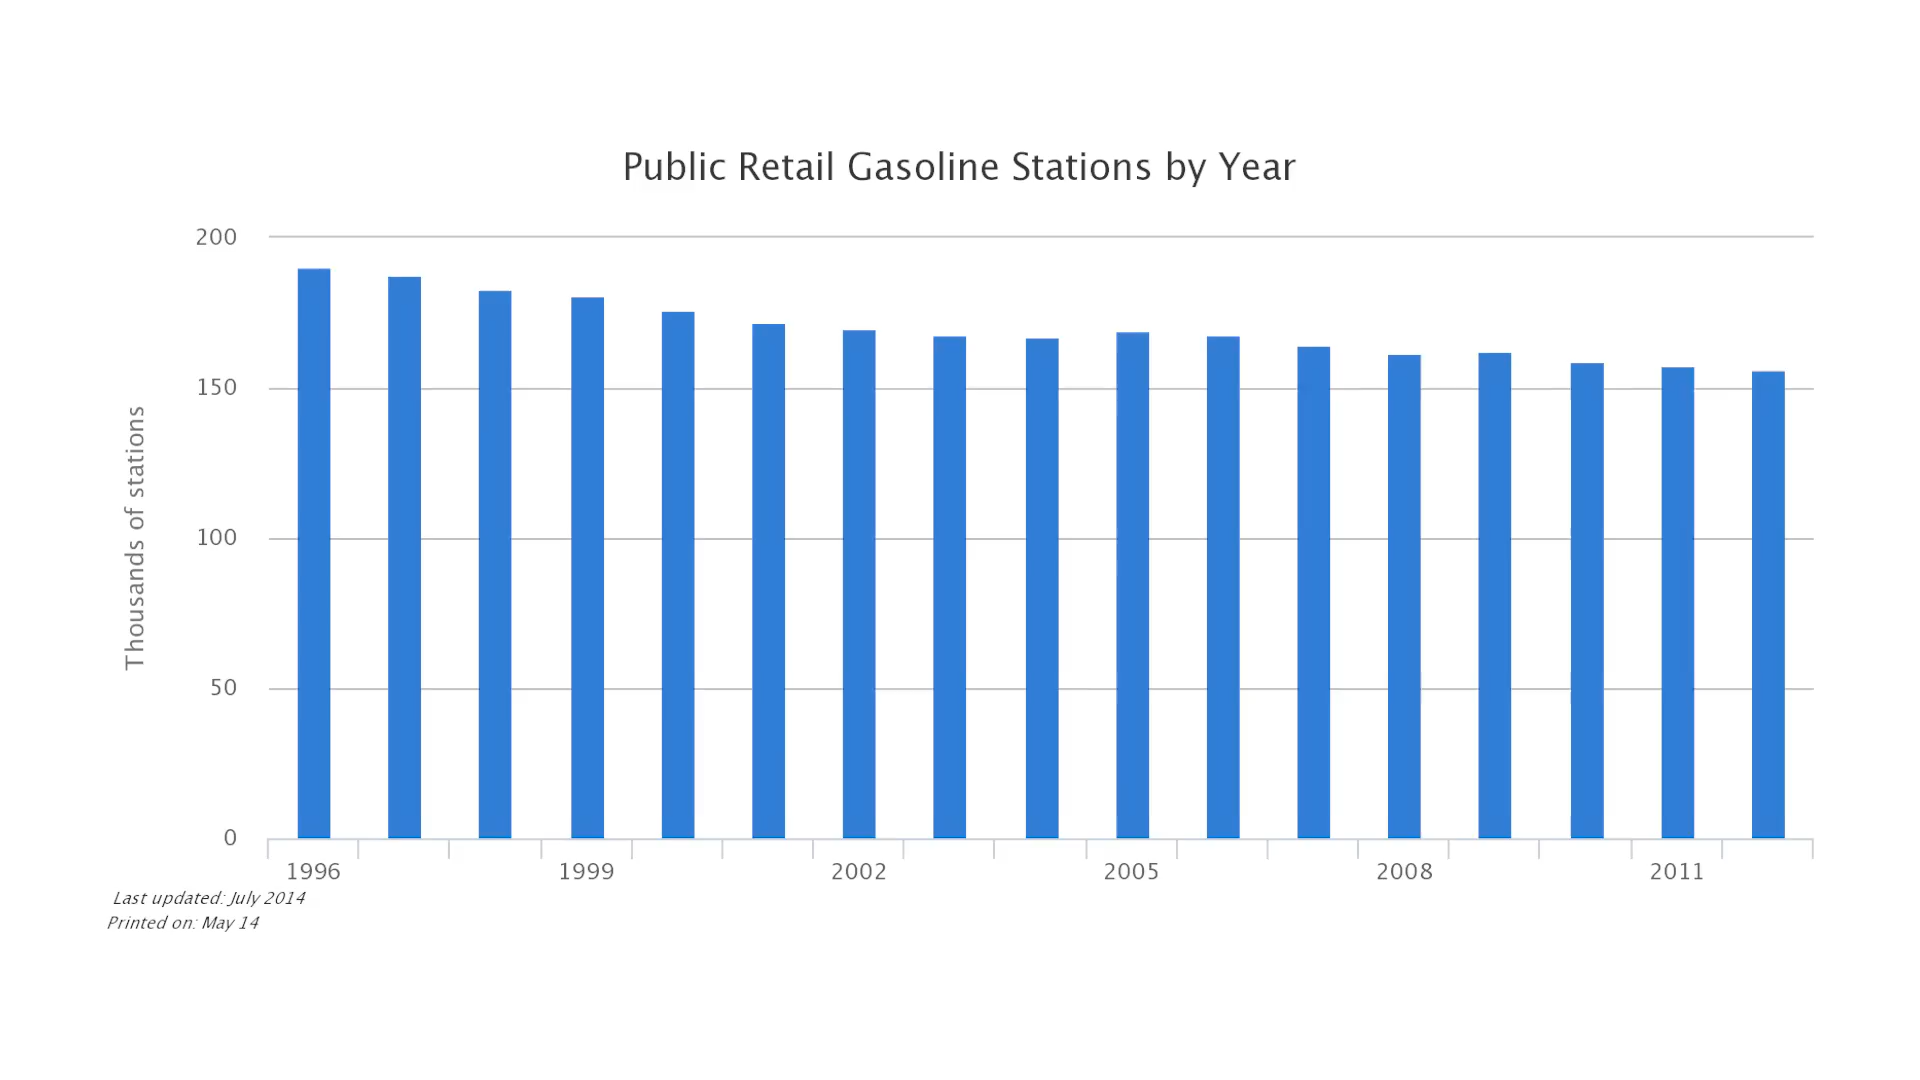 Public Retail Gasoline Stations by Year
200
150
100
50
0
Thousands of stations
1996 1999 2002 2005 2008 2011
Last updated: July 2014
Printed on: May 14